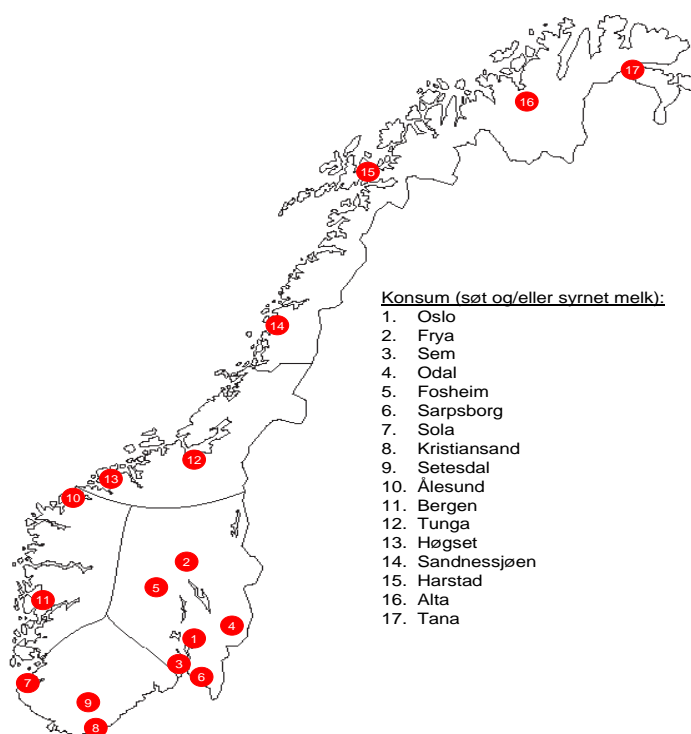 17
16
15
Konsum (søt og/eller syrnet melk):
1. Oslo
2. Frya
3. Sem
4. Odal
5. Fosheim
6. Sarpsborg
7. Sola
8. Kristiansand
9. Setesdal
10. Ålesund
11. Bergen
12. Tunga
13. Høgset
14. Sandnessjøen
15. Harstad
16. Alta
17. Tana
14
12
13
10
2
5
11
4
1
3
6
7
9
8